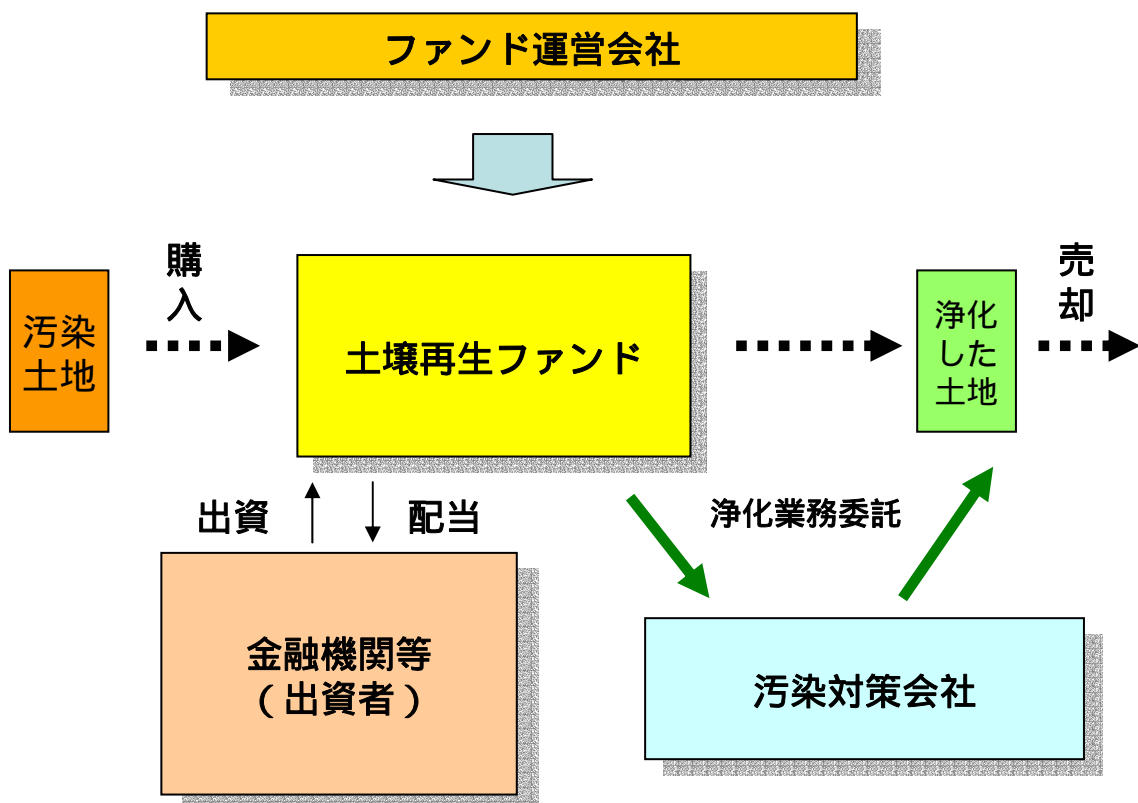 ファンド運営会社
購入
売却
汚染
土地
土壌再生ファンド
浄化
した
土地
出資
配当
浄化業務委託
金融機関等
（出資者）
汚染対策会社